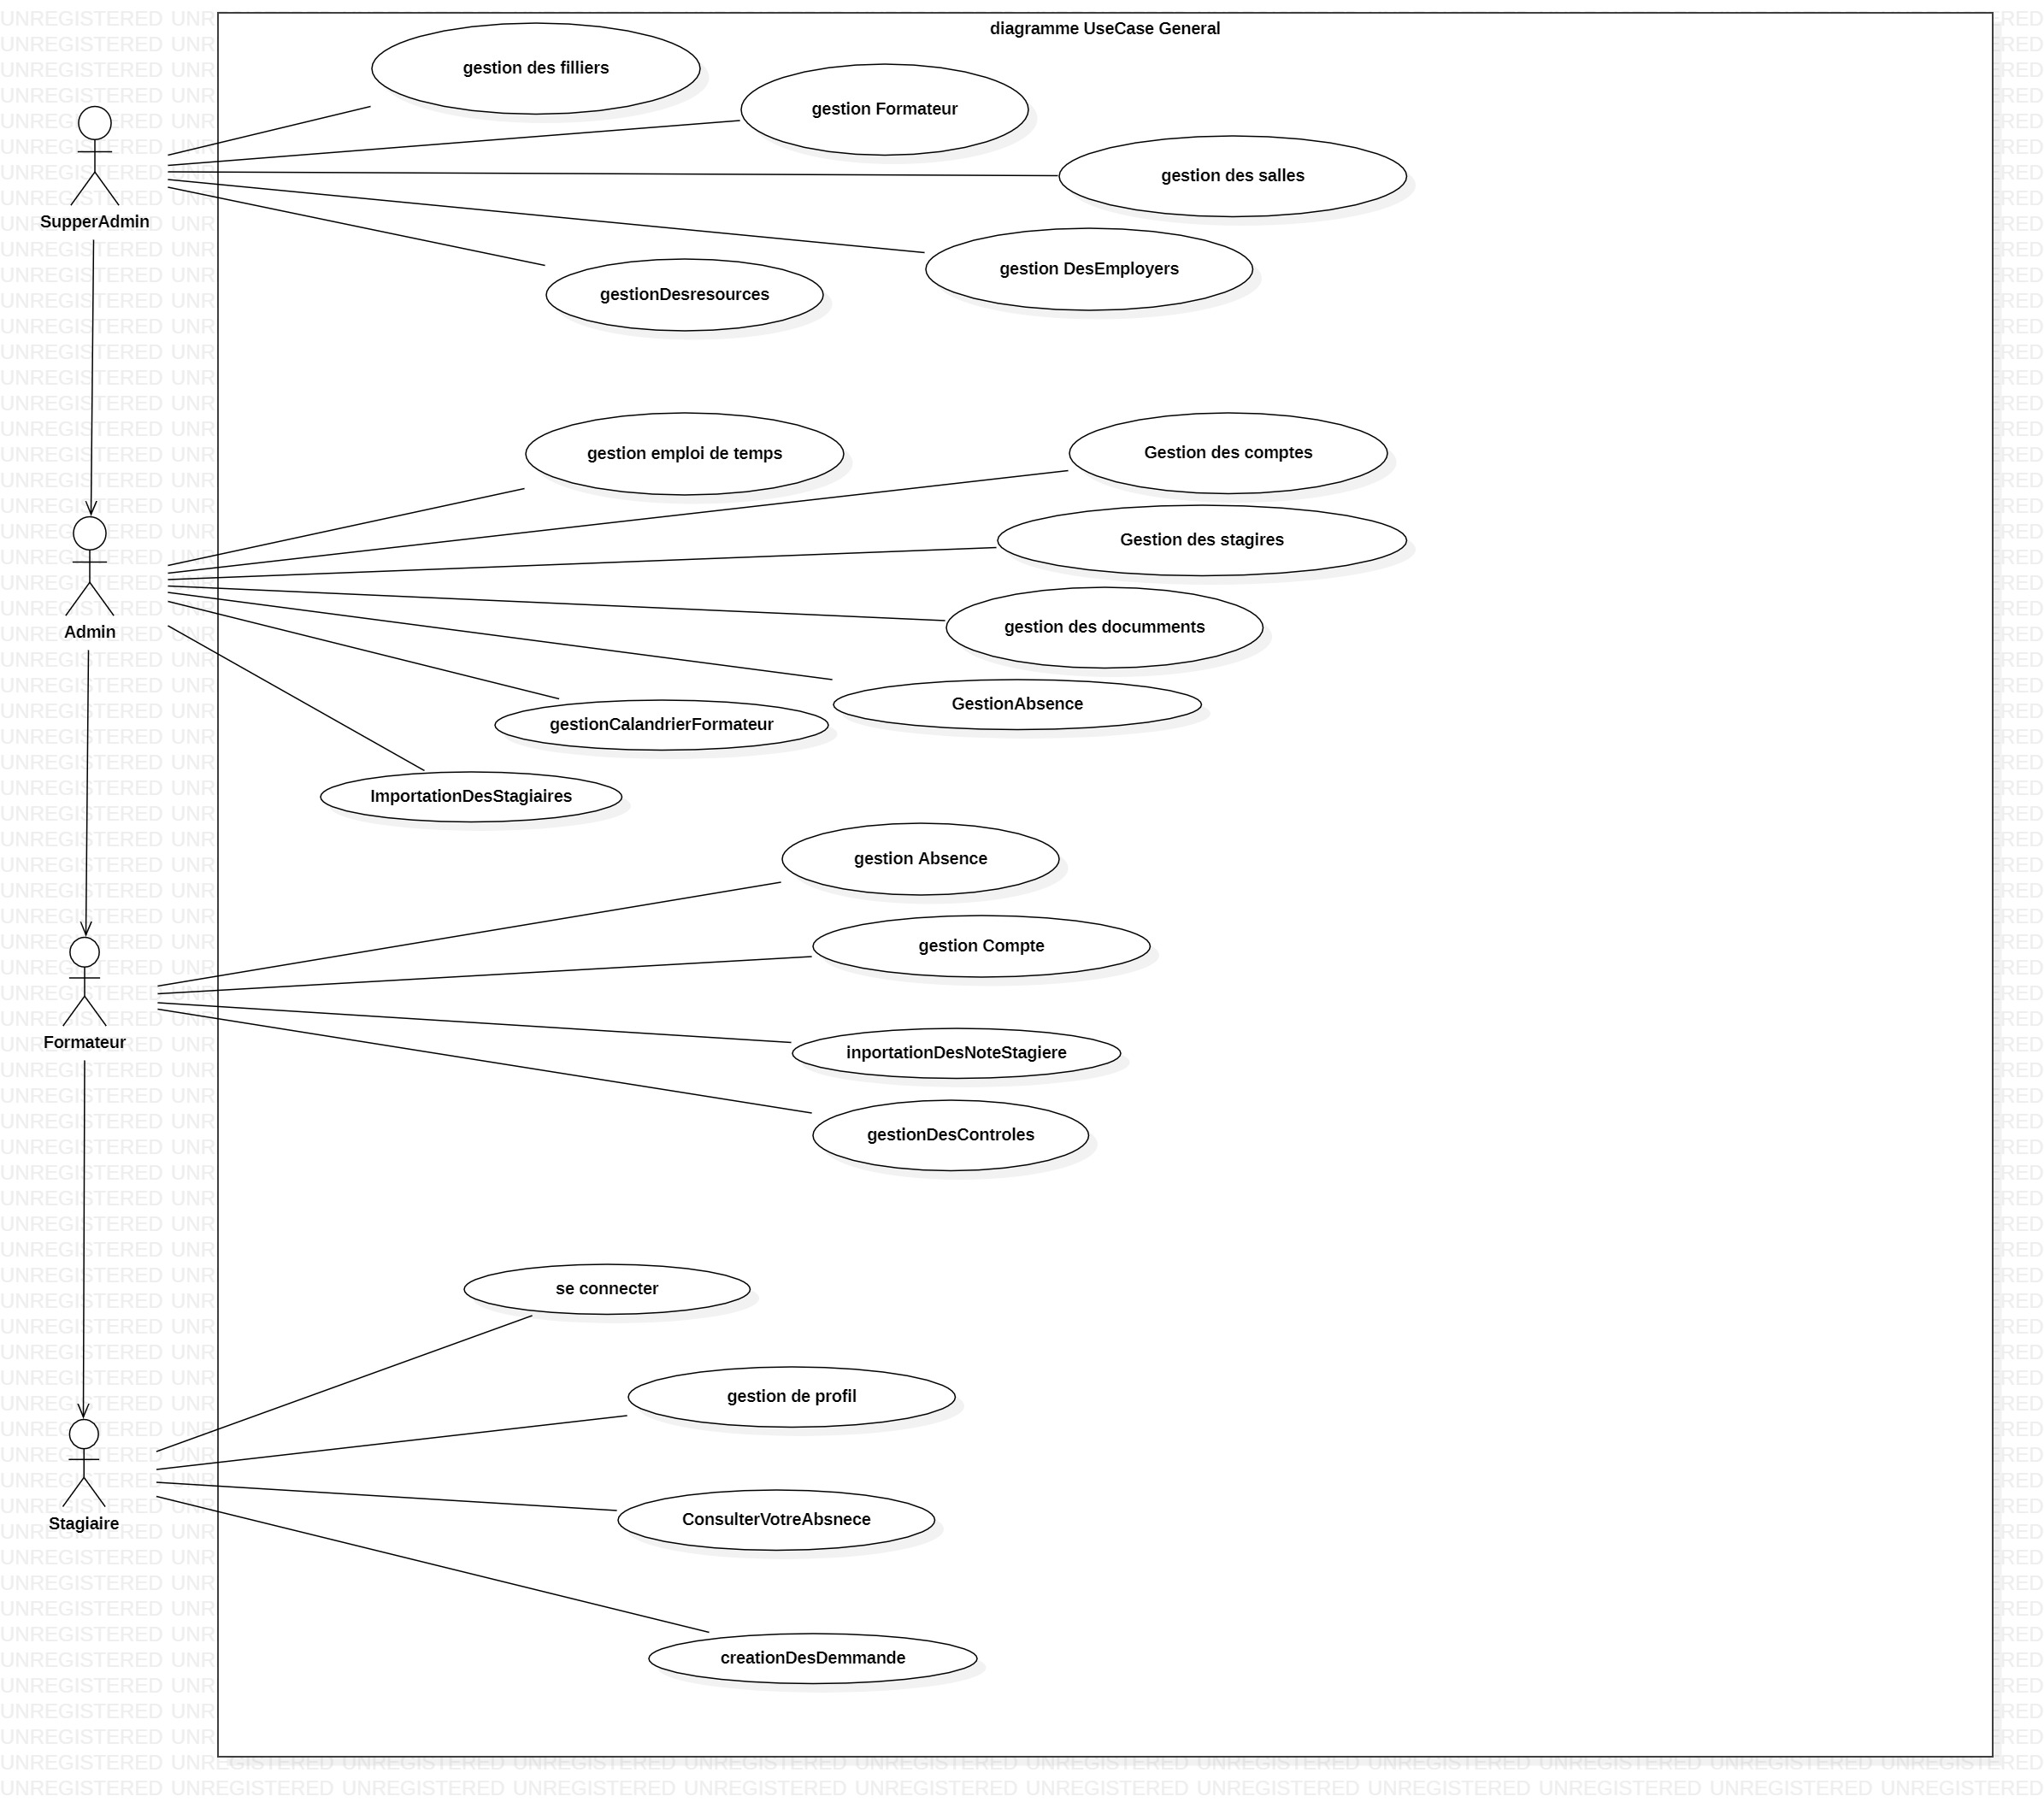 diagramme UseCase General
gestion des filliers
gestion Formateur
gestion des salles
SupperAdmin
gestion DesEmployers
gestionDesresources
gestion emploi de temps
Gestion des comptes
Gestion des stagires
gestion des documments
Admin
GestionAbsence
gestionCalandrierFormateur
ImportationDesStagiaires
gestion Absence
gestion Compte
Formateur
inportationDesNoteStagiere
gestionDesControles
se connecter
gestion de profil
ConsulterVotreAbsnece
Stagiaire
creationDesDemmande
UNREGISTERED UNREGISTERED UNREGISTERED UNREGISTERED UNREGISTERED UNREGISTERED UNREGISTERED UNREGISTERED UNREGISTERED UNREGISTERED UNREGISTERED UNREGISTERED